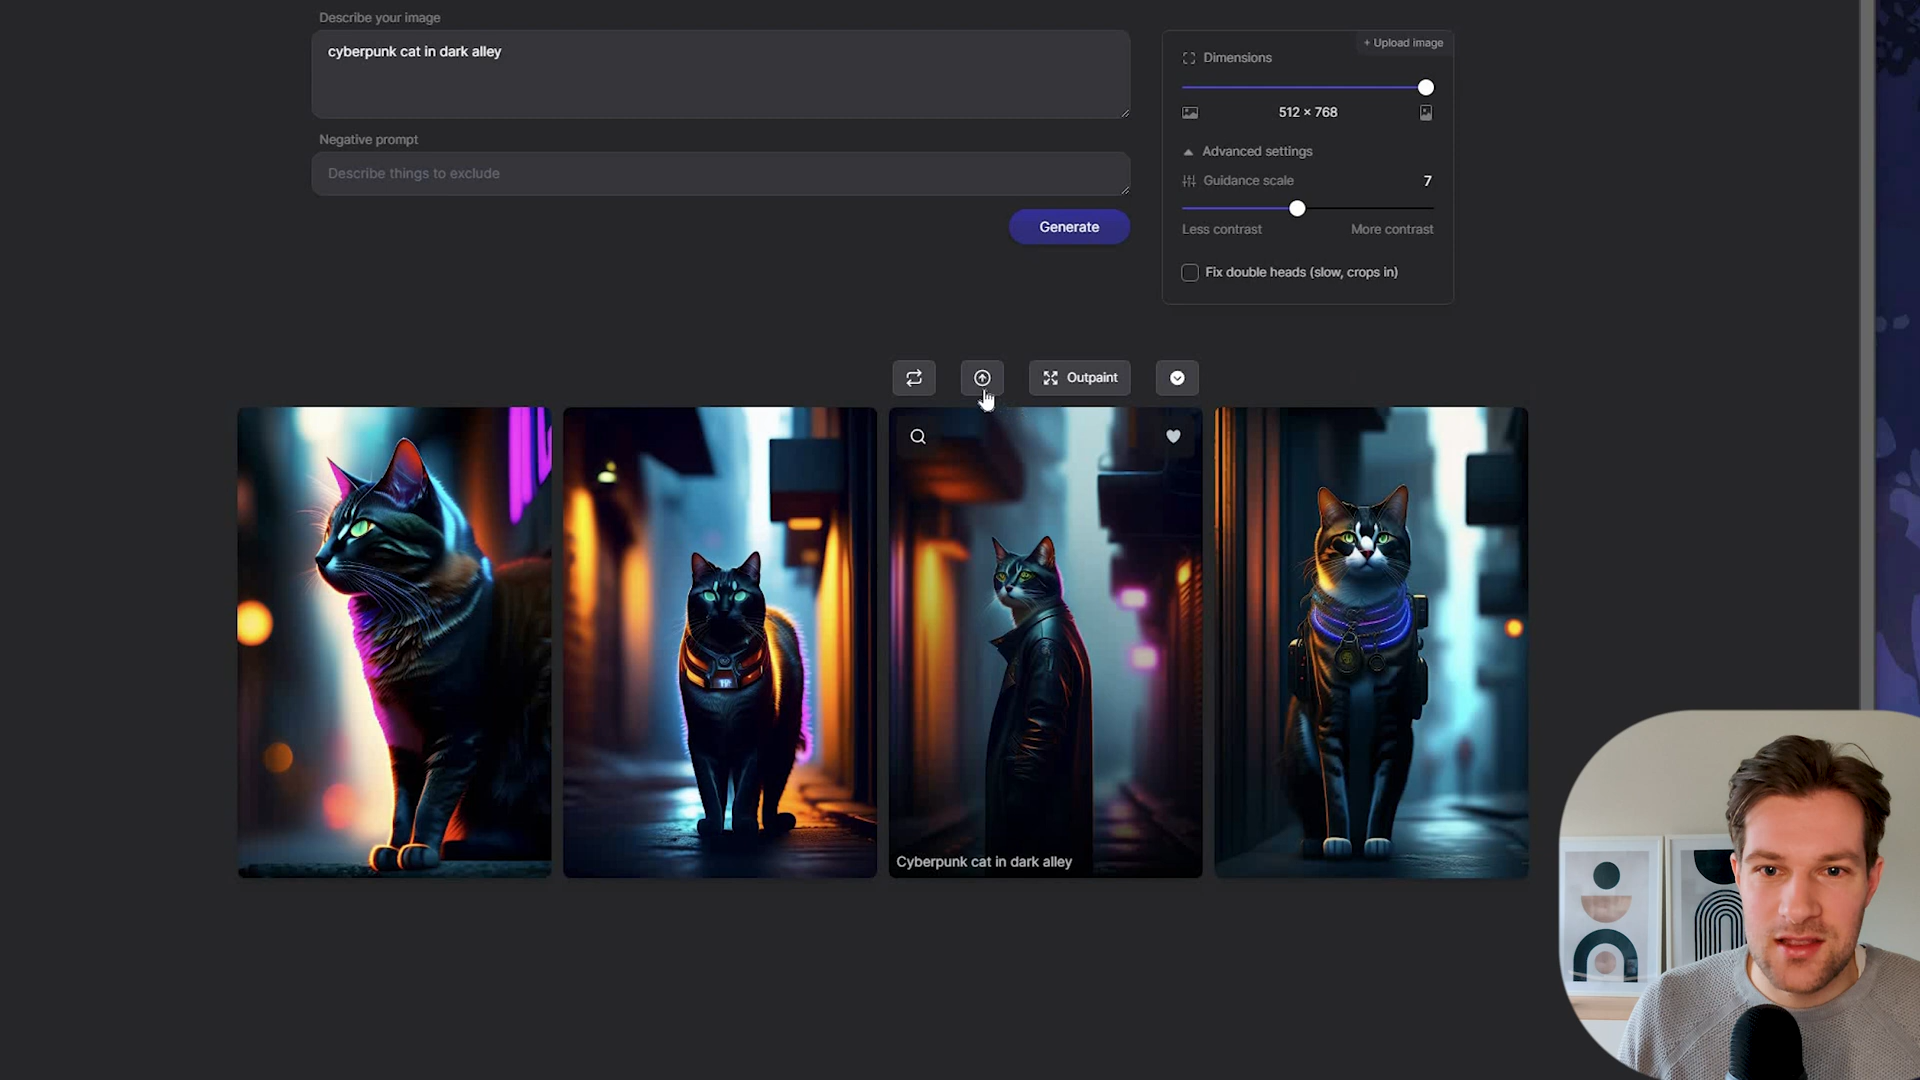 Describe your image
cyberpunk cat in dark alley
Negative prompt
Describe things to exclude
Generate
+ Upload image
Dimensions
512 × 768
Advanced settings
Guidance scale
7
Less contrast
More contrast
Fix double heads (slow, crops in)
Outpaint
Cyberpunk cat in dark alley